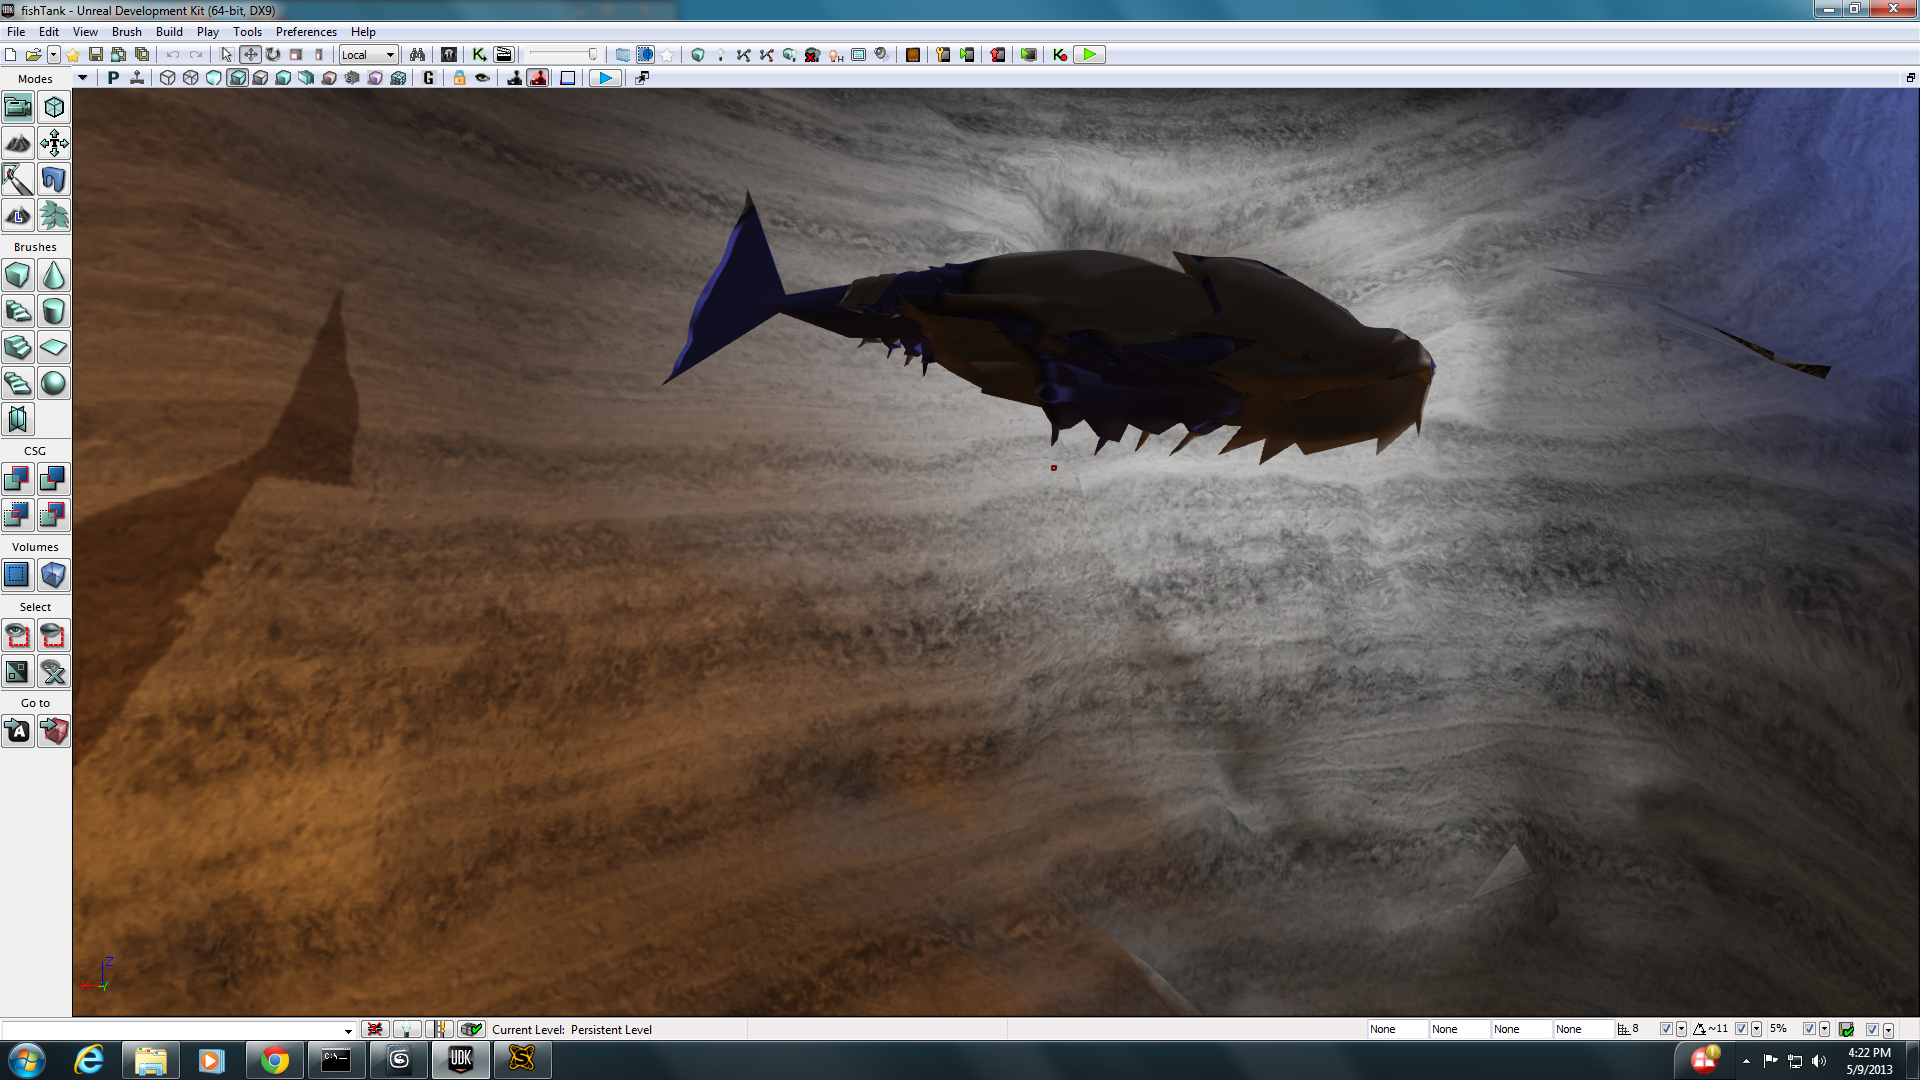 fishTank - Unreal Development Kit (64-bit, DX9)
File Edit View Brush Build Play Tools Preferences Help
Local
Modes
P
G
L
Brushes
CSG
Volumes
Select
Go to
A
Z
X
Current Level: Persistent Level
None None None None 8 ~11 5%
C:\
UDK
4:22 PM
5/9/2013